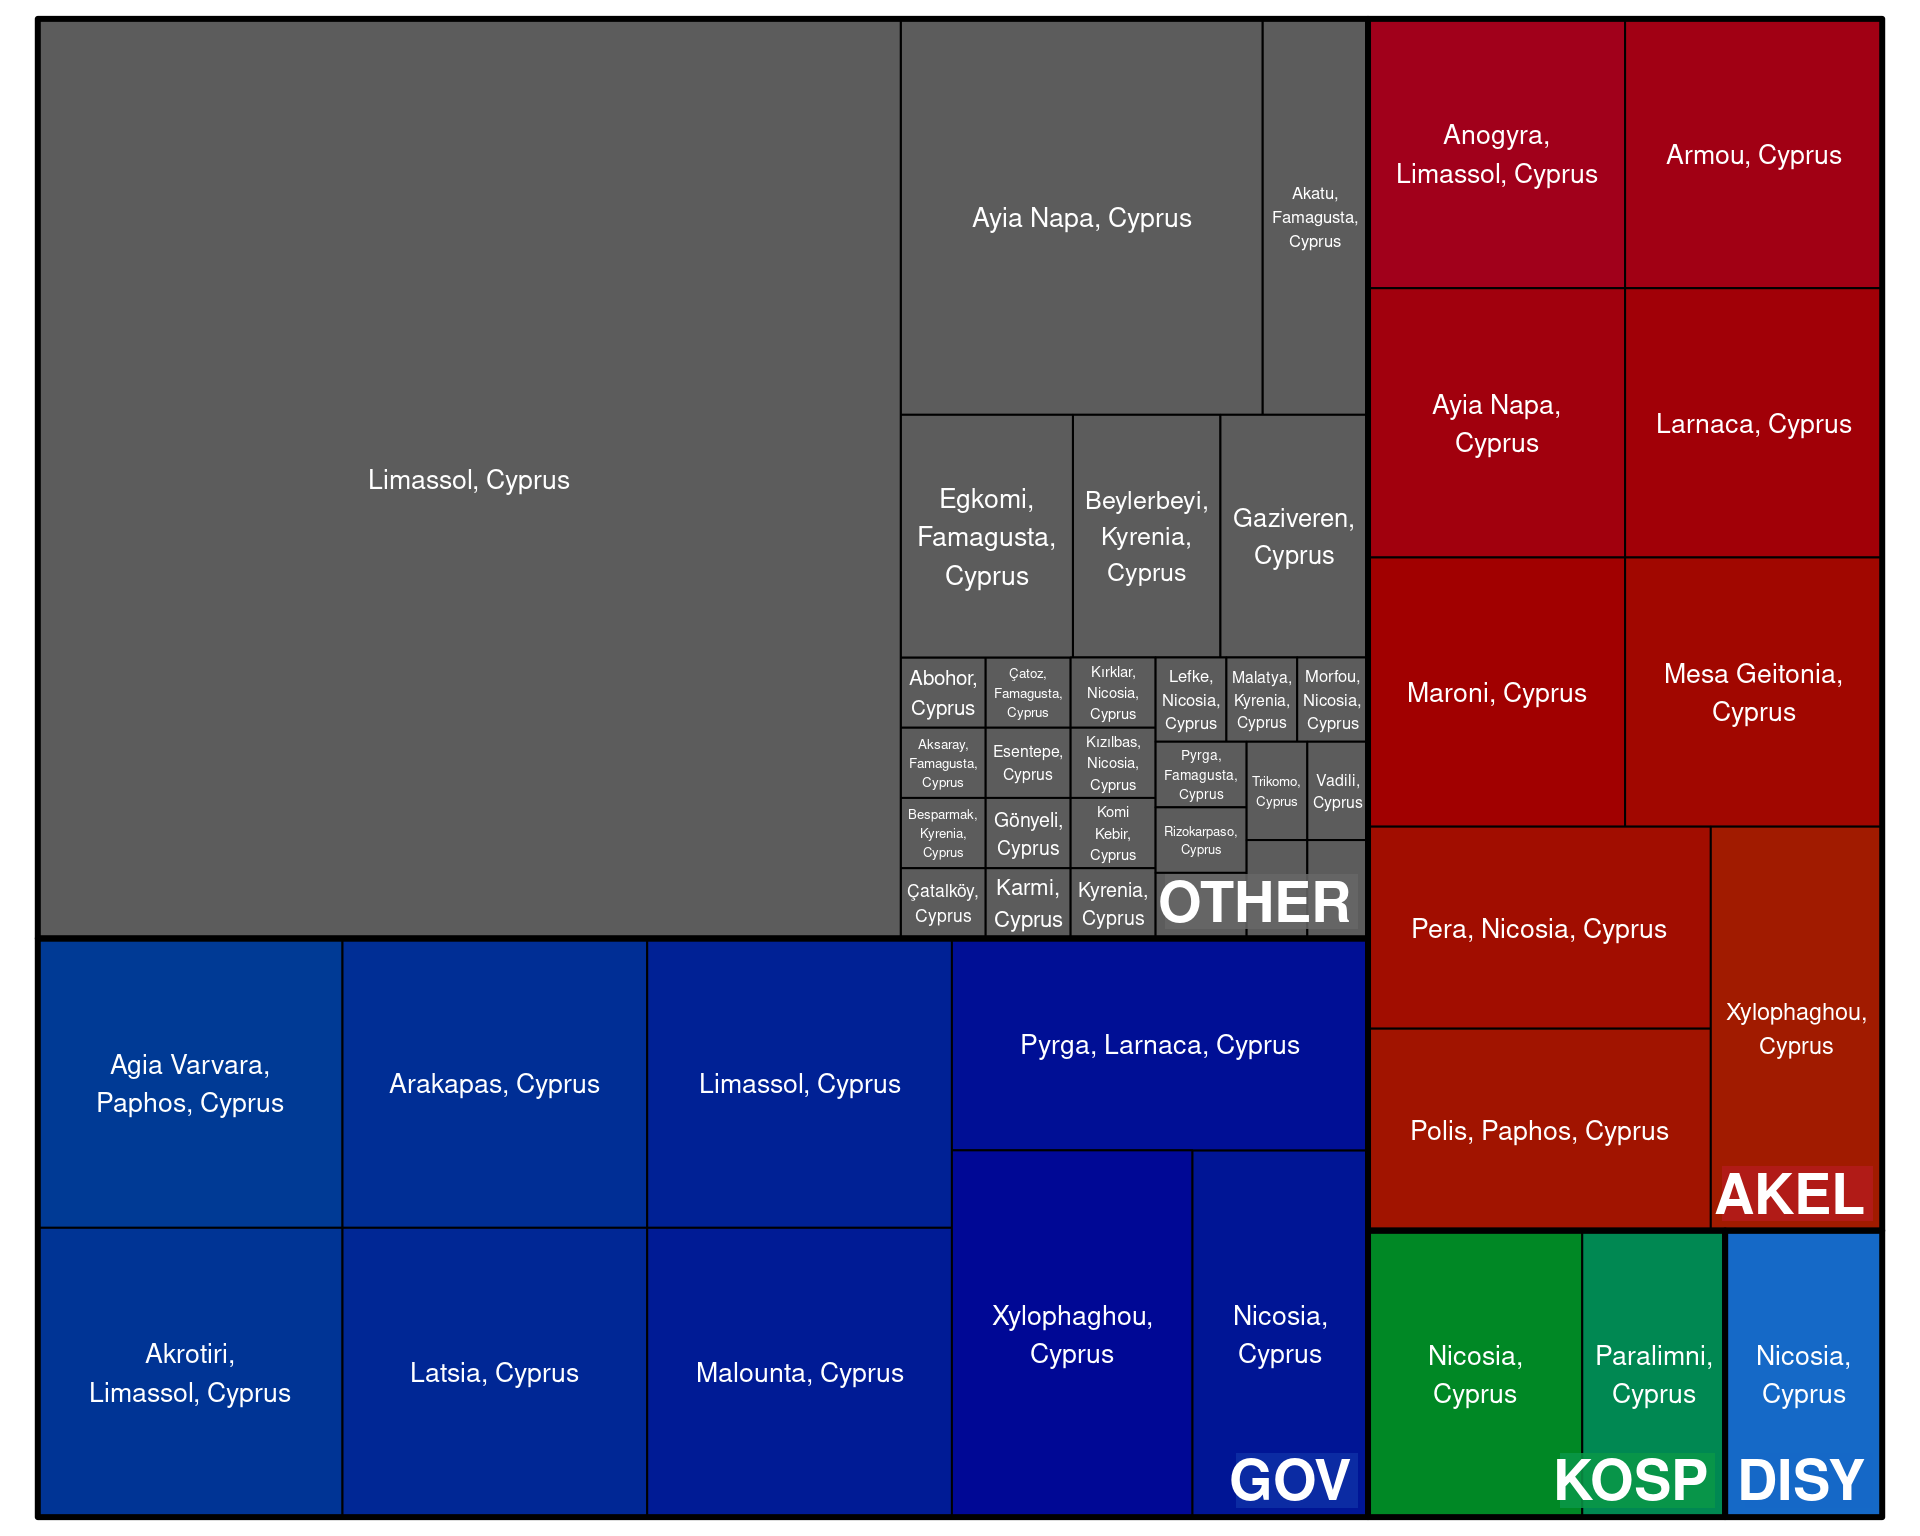 Limassol, Cyprus
Ayia Napa, Cyprus
Akatu,
Famagusta,
Cyprus
Egkomi,
Famagusta,
Cyprus
Beylerbeyi,
Kyrenia,
Cyprus
Gaziveren,
Cyprus
Abohor,
Cyprus
Çatoz,
Famagusta,
Cyprus
Kırklar,
Nicosia,
Cyprus
Lefke,
Nicosia,
Cyprus
Malatya,
Kyrenia,
Cyprus
Morfou,
Nicosia,
Cyprus
Aksaray,
Famagusta,
Cyprus
Esentepe,
Cyprus
Kızılbas,
Nicosia,
Cyprus
Pyrga,
Famagusta,
Cyprus
Trikomo,
Cyprus
Vadili,
Cyprus
Besparmak,
Kyrenia,
Cyprus
Gönyeli,
Cyprus
Komi
Kebir,
Cyprus
Rizokarpaso,
Cyprus
Çatalköy,
Cyprus
Karmi,
Cyprus
Kyrenia,
Cyprus
OTHER
Anogyra,
Limassol, Cyprus
Armou, Cyprus
Ayia Napa,
Cyprus
Larnaca, Cyprus
Maroni, Cyprus
Mesa Geitonia,
Cyprus
Pera, Nicosia, Cyprus
Polis, Paphos, Cyprus
Xylophaghou,
Cyprus
AKEL
Agia Varvara,
Paphos, Cyprus
Arakapas, Cyprus
Limassol, Cyprus
Pyrga, Larnaca, Cyprus
Akrotiri,
Limassol, Cyprus
Latsia, Cyprus
Malounta, Cyprus
Xylophaghou,
Cyprus
Nicosia,
Cyprus
GOV
Nicosia,
Cyprus
Paralimni,
Cyprus
KOSP
Nicosia,
Cyprus
DISY